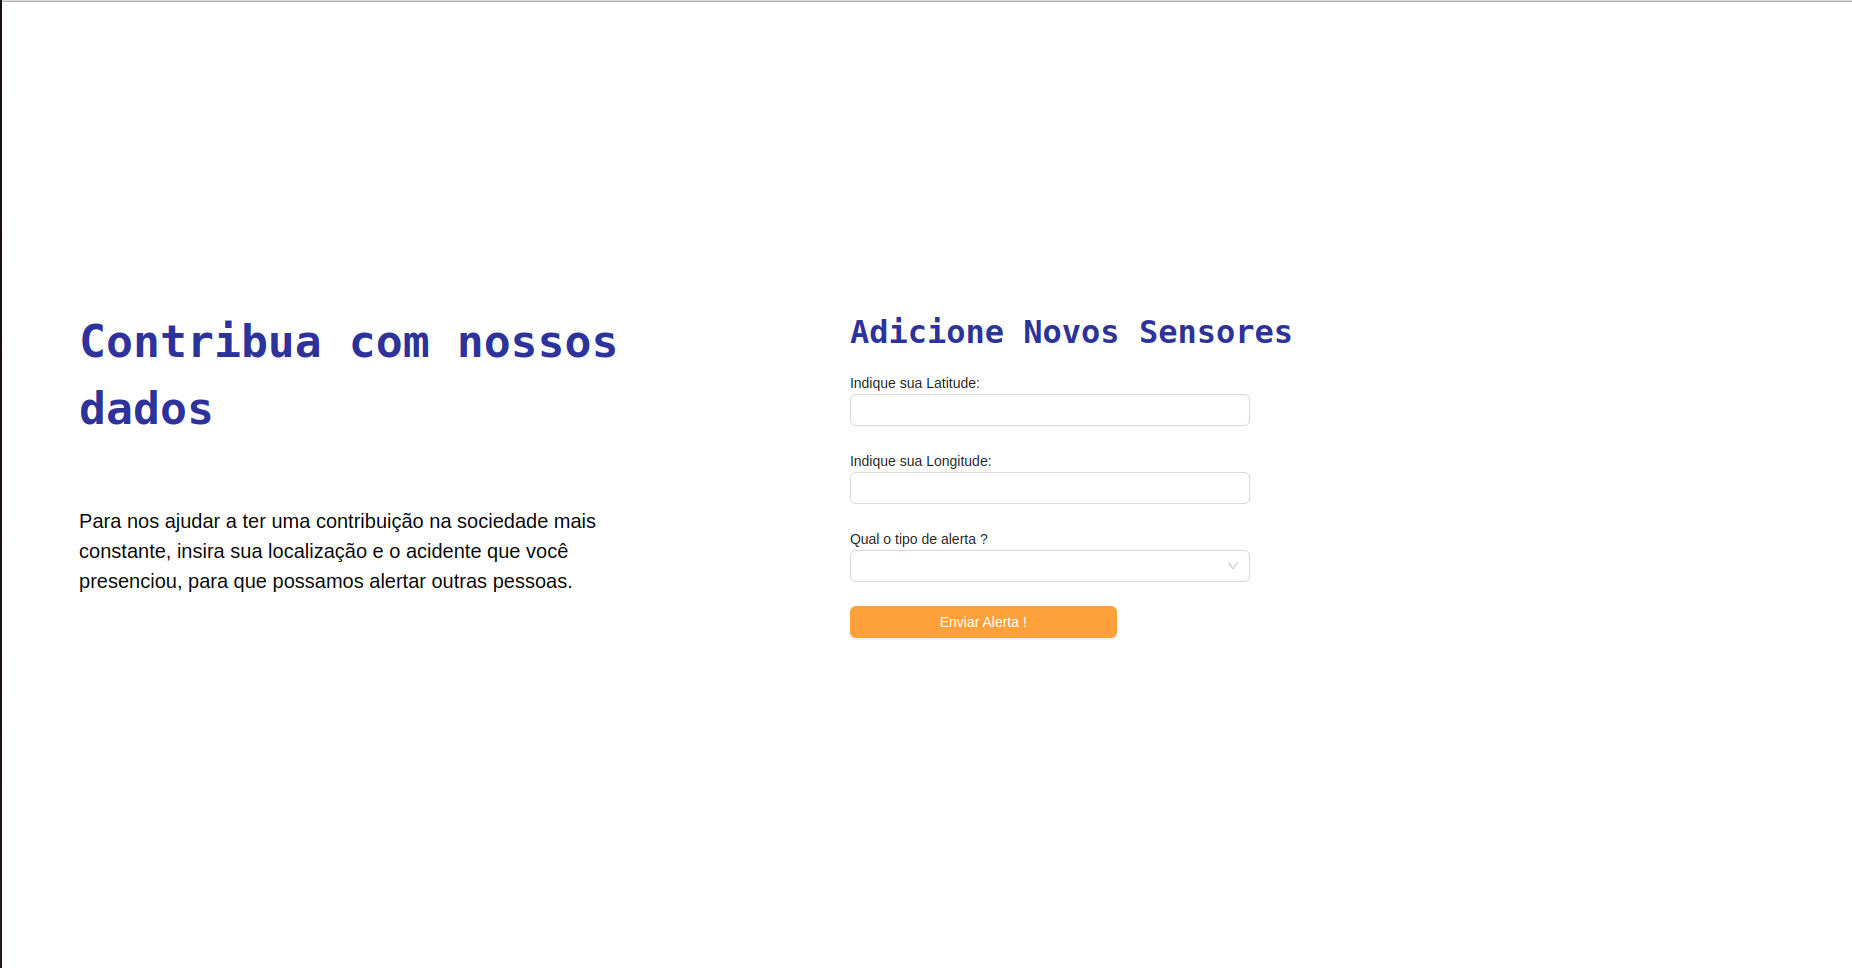 Contribua com nossos
dados
Para nos ajudar a ter uma contribuição na sociedade mais
constante, insira sua localização e o acidente que você
presenciou, para que possamos alertar outras pessoas.
Adicione Novos Sensores
Indique sua Latitude:
Indique sua Longitude:
Qual o tipo de alerta ?
Enviar Alerta !